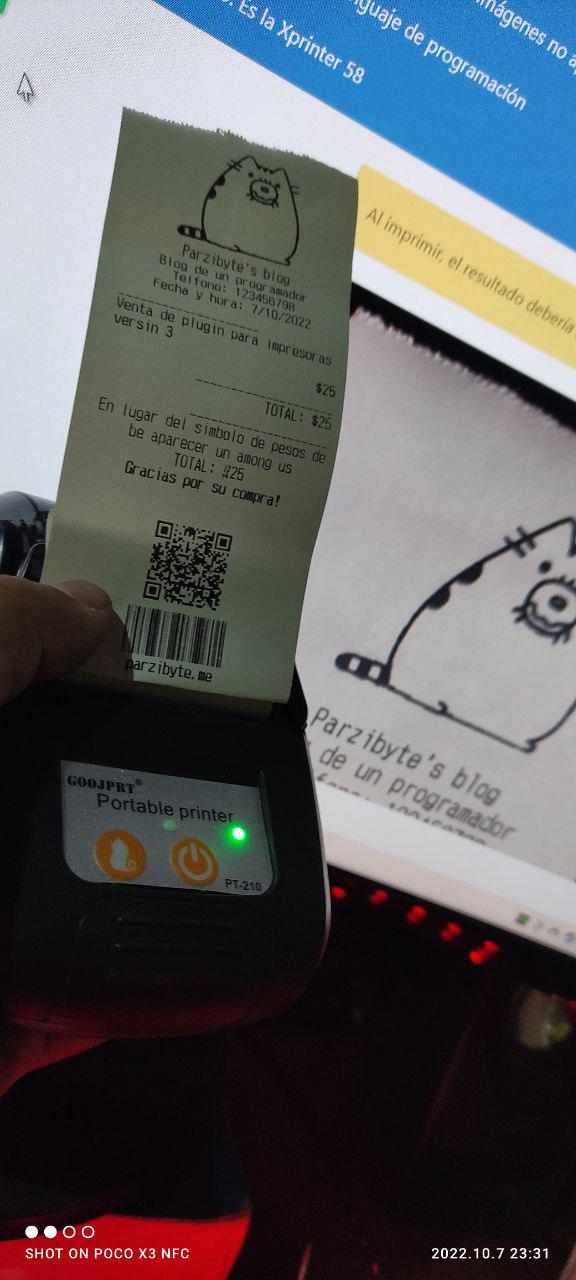 imágenes no a
guaje de programación
o. Es la Xprinter 58
Al imprimir, el resultado debería
Parzibyte's blog
Blog de un programador
Telfono: 123456798
Fecha y hora: 7/10/2022
Venta de plugin para impresoras
versin 3
$25
TOTAL: $25
En lugar del simbolo de pesos de
be aparecer un among us
TOTAL: 25
Gracias por su compra!
parzibyte.me
Parzibyte's blog
de un programador
GOOJPRT®
Portable printer
PT-210
SHOT ON POCO X3 NFC
2022.10.7 23:31